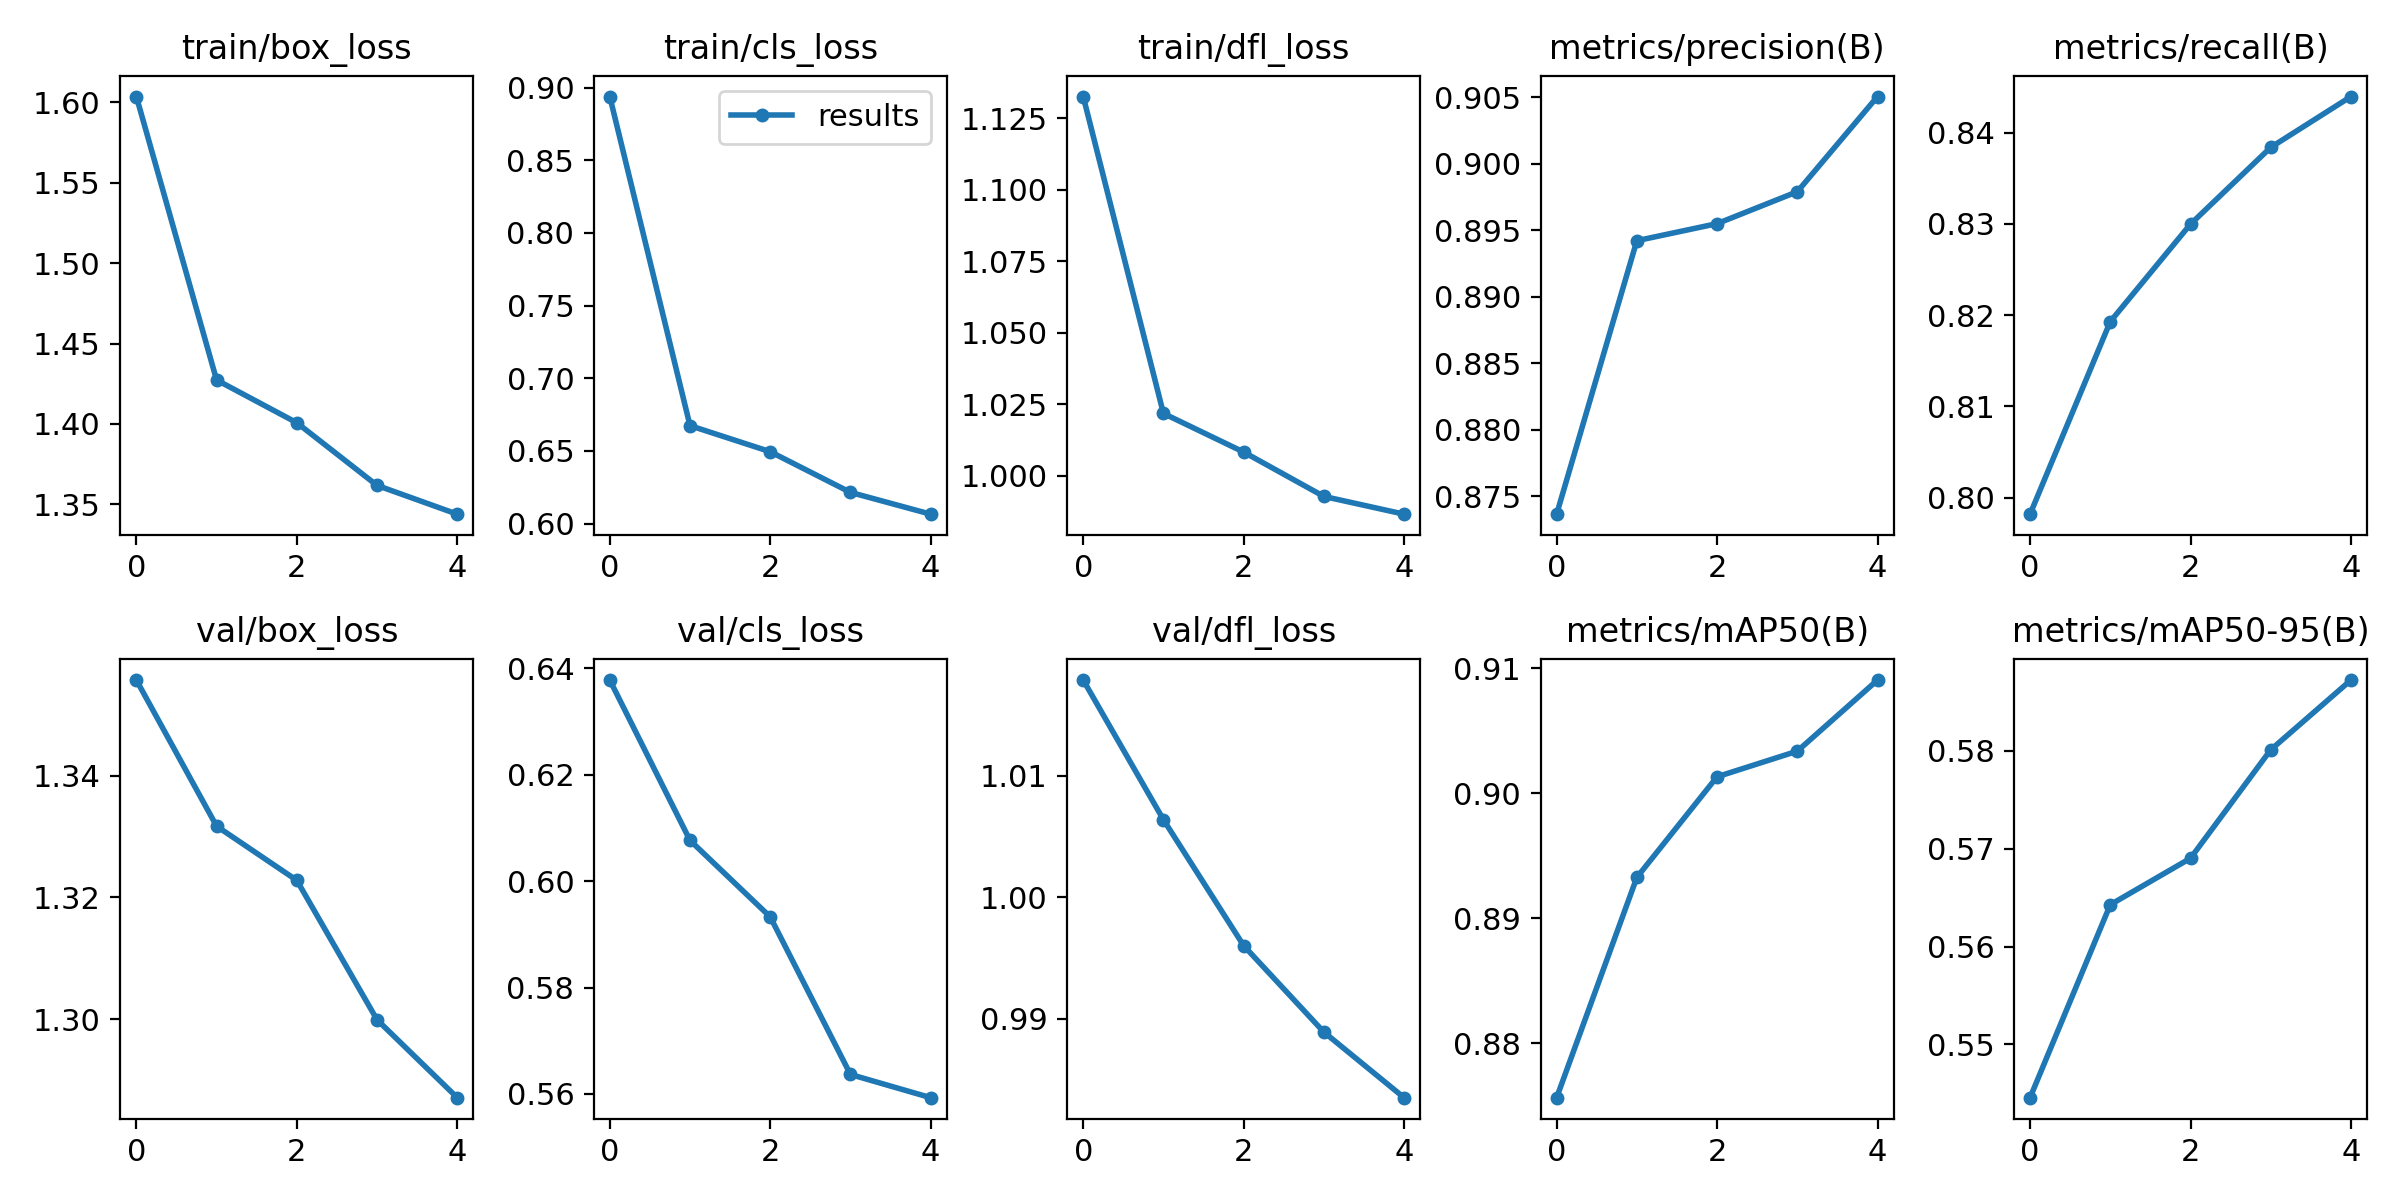 train/box_loss
1.60
1.55
1.50
1.45
1.40
1.35
0 2 4
train/cls_loss
results
0.90
0.85
0.80
0.75
0.70
0.65
0.60
0 2 4
train/dfl_loss
1.125
1.100
1.075
1.050
1.025
1.000
0 2 4
metrics/precision(B)
0.905
0.900
0.895
0.890
0.885
0.880
0.875
0 2 4
metrics/recall(B)
0.84
0.83
0.82
0.81
0.80
0 2 4
val/box_loss
1.34
1.32
1.30
0 2 4
val/cls_loss
0.64
0.62
0.60
0.58
0.56
0 2 4
val/dfl_loss
1.01
1.00
0.99
0 2 4
metrics/mAP50(B)
0.91
0.90
0.89
0.88
0 2 4
metrics/mAP50-95(B)
0.58
0.57
0.56
0.55
0 2 4